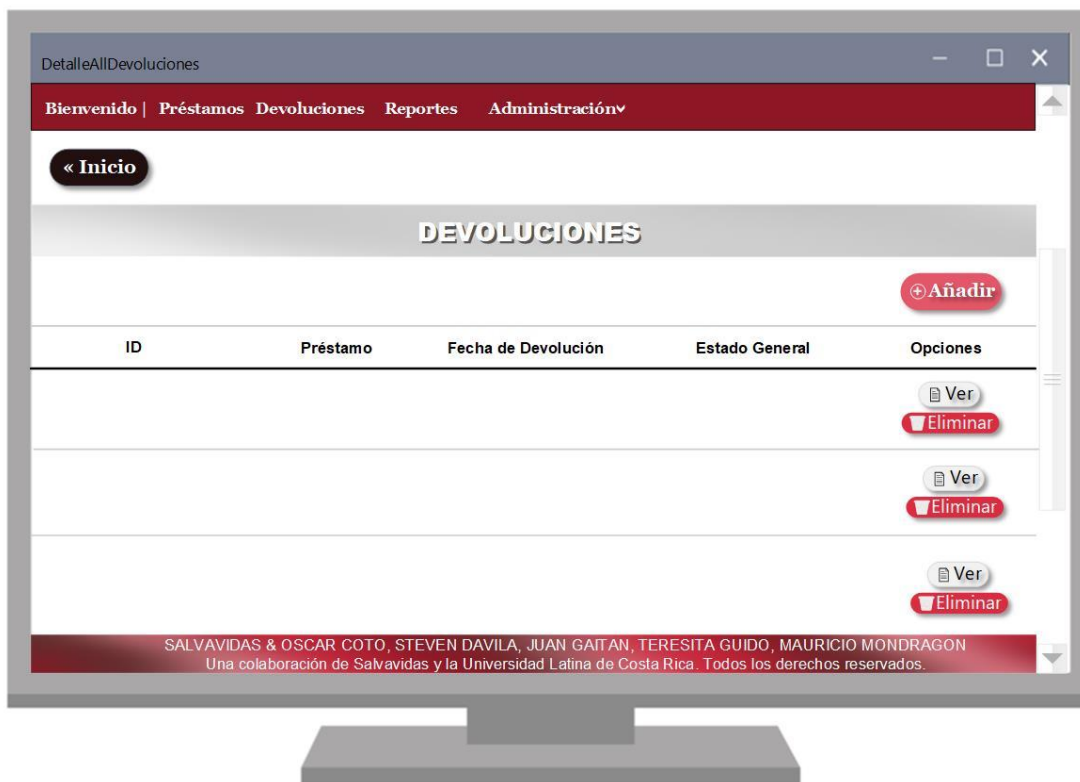 DetalleAllDevoluciones
Bienvenido | Préstamos Devoluciones Reportes Administración
« Inicio
DEVOLUCIONES
Añadir
ID Préstamo Fecha de Devolución Estado General Opciones
Ver
Eliminar
Ver
Eliminar
Ver
Eliminar
SALVAVIDAS & OSCAR COTO, STEVEN DAVILA, JUAN GAITAN, TERESITA GUIDO, MAURICIO MONDRAGON
Una colaboración de Salvavidas y la Universidad Latina de Costa Rica. Todos los derechos reservados.